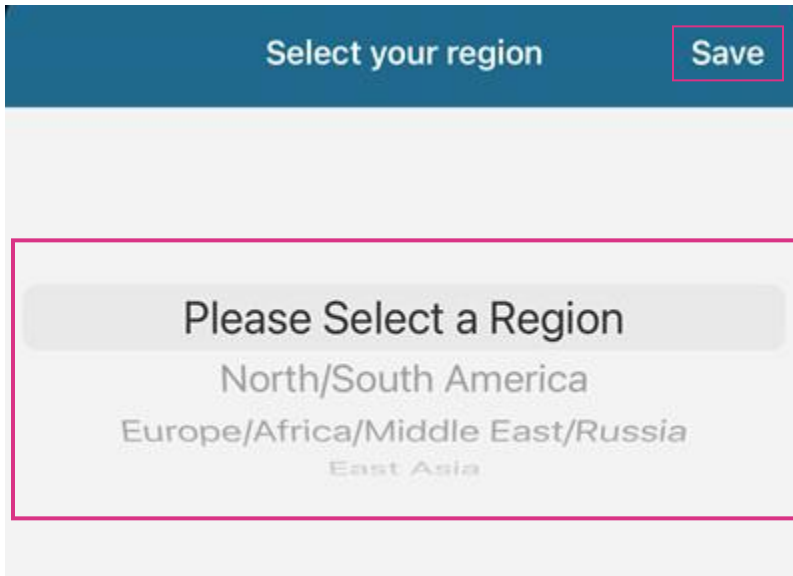 Select your region
Save
Please Select a Region
North/South America
Europe/Africa/Middle East/Russia
East Asia